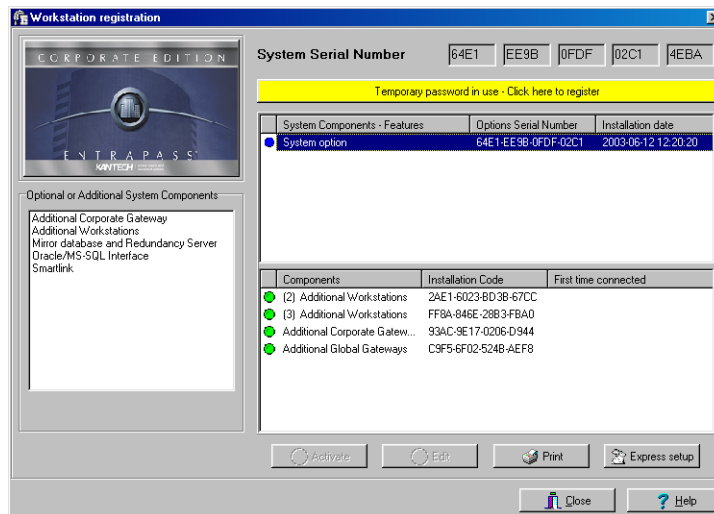 Workstation registration
CORPORATE EDITION
ENTRAPASS
KANTECH
System Serial Number 64E1 EE9B 0FDF 02C1 4EBA
Temporary password in use - Click here to register
System Components - Features Options Serial Number Installation date
System option 64E1-EE9B-0FDF-02C1 2003-06-12 12:20:20
Optional or Additional System Components
Additional Corporate Gateway
Additional Workstations
Mirror database and Redundancy Server
Oracle/MS-SQL Interface
Smartlink
Components Installation Code First time connected
(2) Additional Workstations 2AE1-6023-BD3B-67CC
(3) Additional Workstations FF8A-846E-28B3-FBA0
Additional Corporate Gatew... 93AC-9E17-0206-D944
Additional Global Gateways C9F5-6F02-524B-AEF8
Activate Edit Print Express setup
Close Help